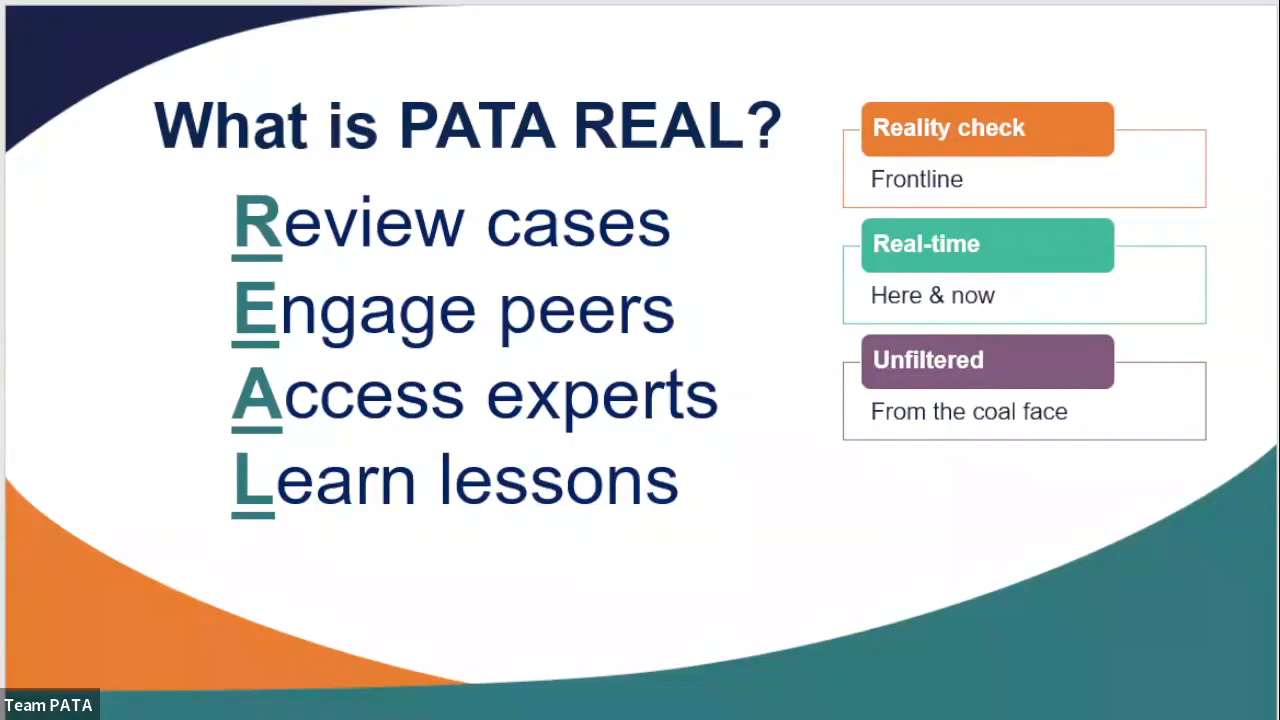 What is PATA REAL?
Review cases
Engage peers
Access experts
Learn lessons
Reality check
Frontline
Real-time
Here & now
Unfiltered
From the coal face
Team PATA